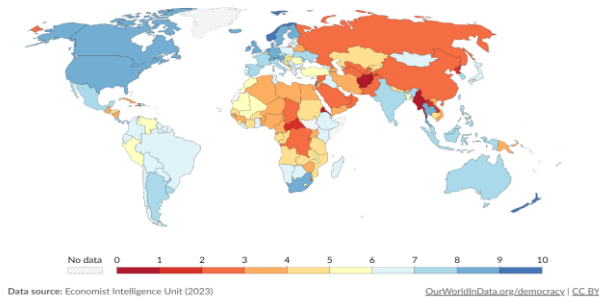 No data 0 1 2 3 4 5 6 7 8 9 10
Data source: Economist Intelligence Unit (2023) OurWorldInData.org/democracy | CC BY